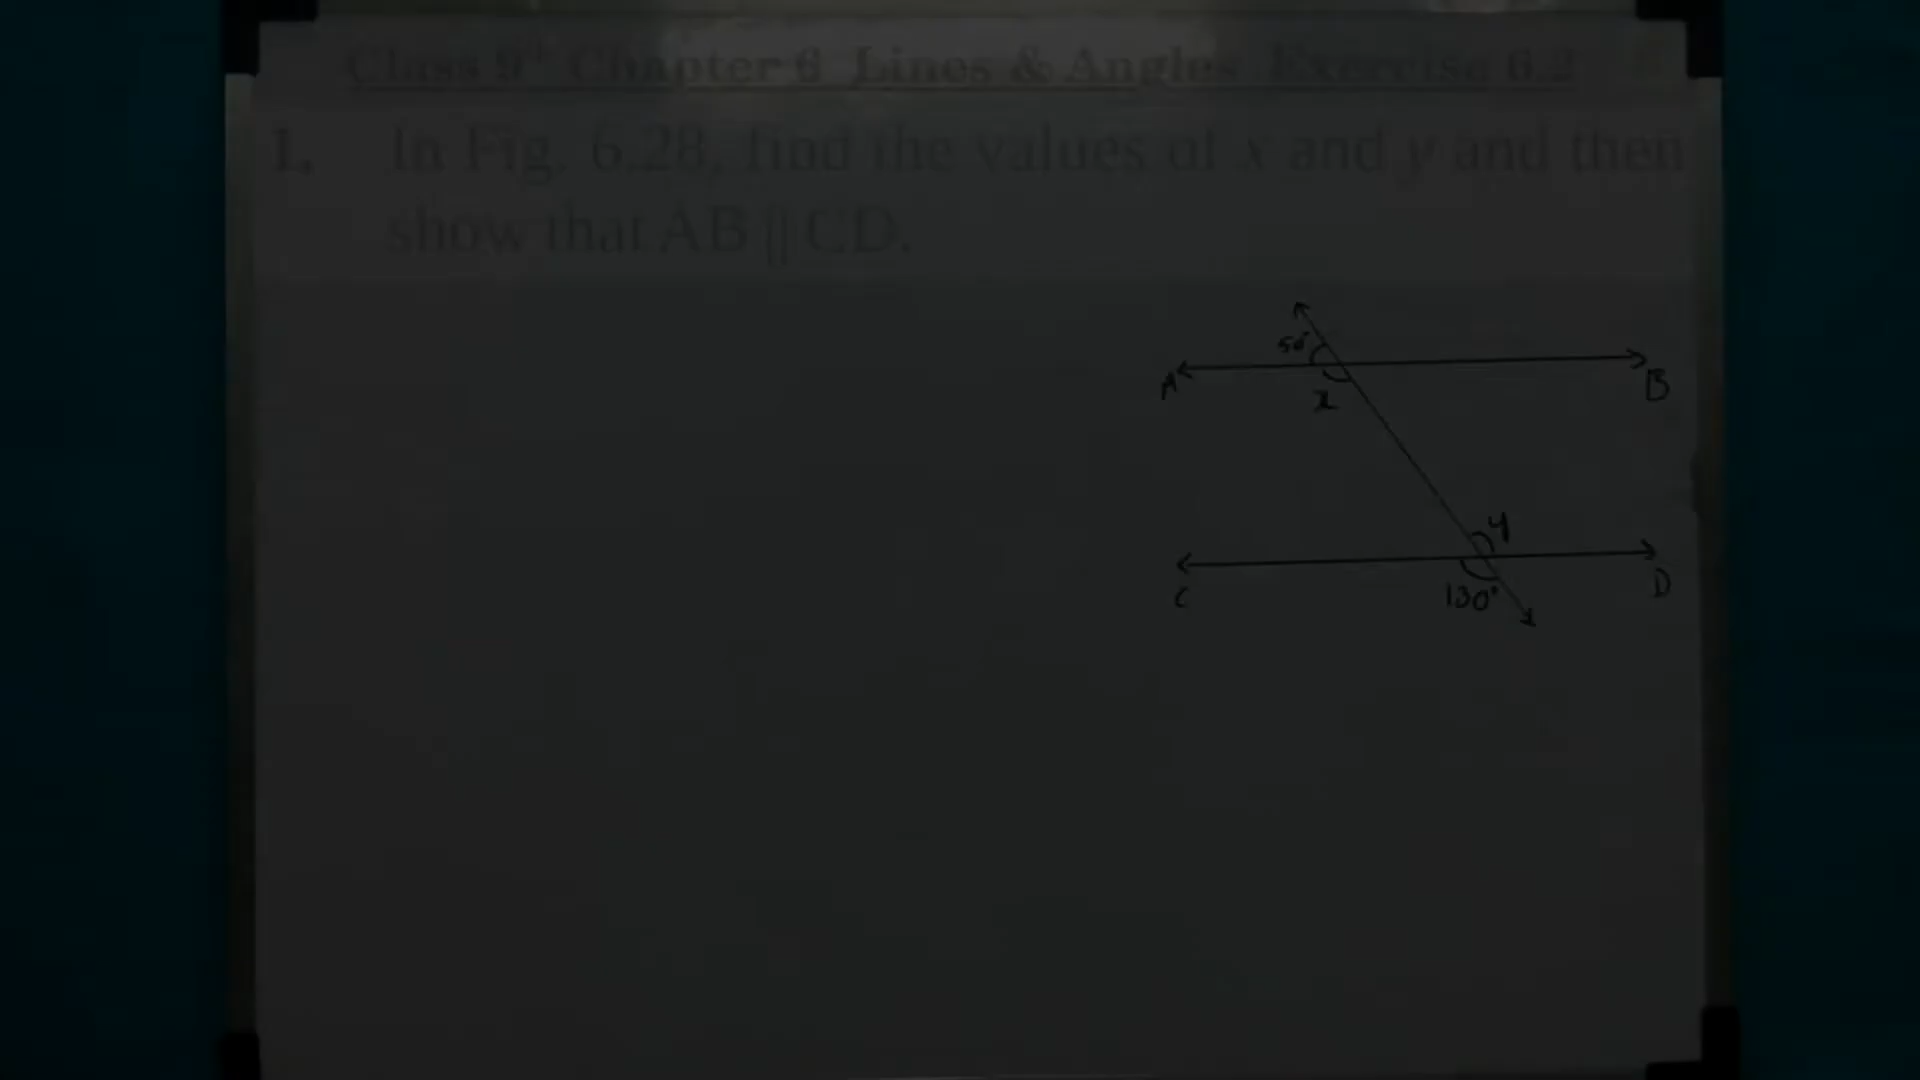 Class 9th Chapter 6 Lines & Angles Exercise 6.2
1. In Fig. 6.28, find the values of x and y and then
show that AB || CD.
50°
A
B
x
y
C
D
130°